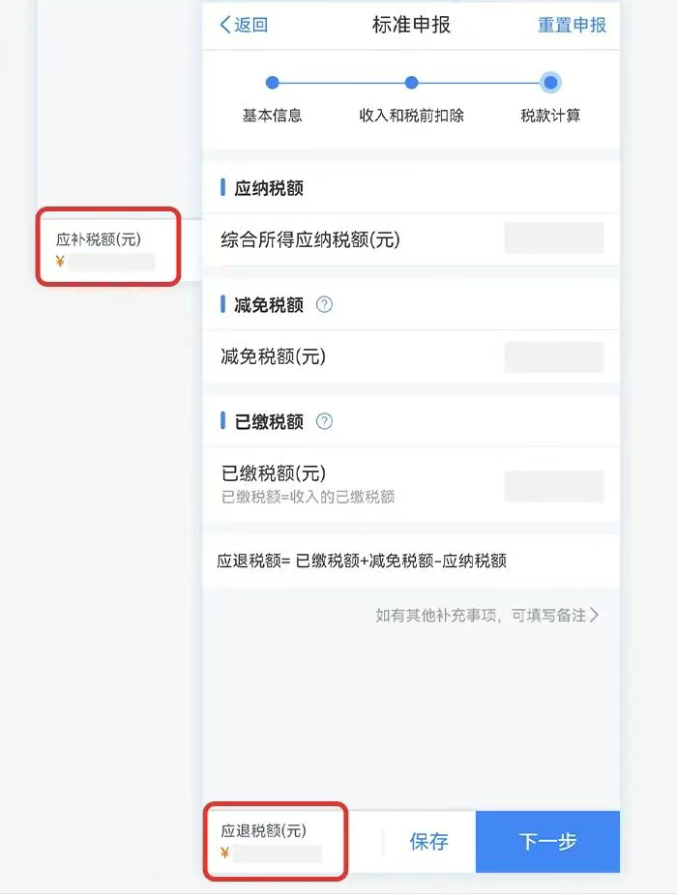 返回
标准申报
重置申报
基本信息
收入和税前扣除
税款计算
应纳税额
综合所得应纳税额(元)
应补税额(元)
¥
减免税额 ?
减免税额(元)
已缴税额 ?
已缴税额(元)
已缴税额=收入的已缴税额
应退税额= 已缴税额+减免税额-应纳税额
如有其他补充事项，可填写备注
应退税额(元)
¥
保存
下一步